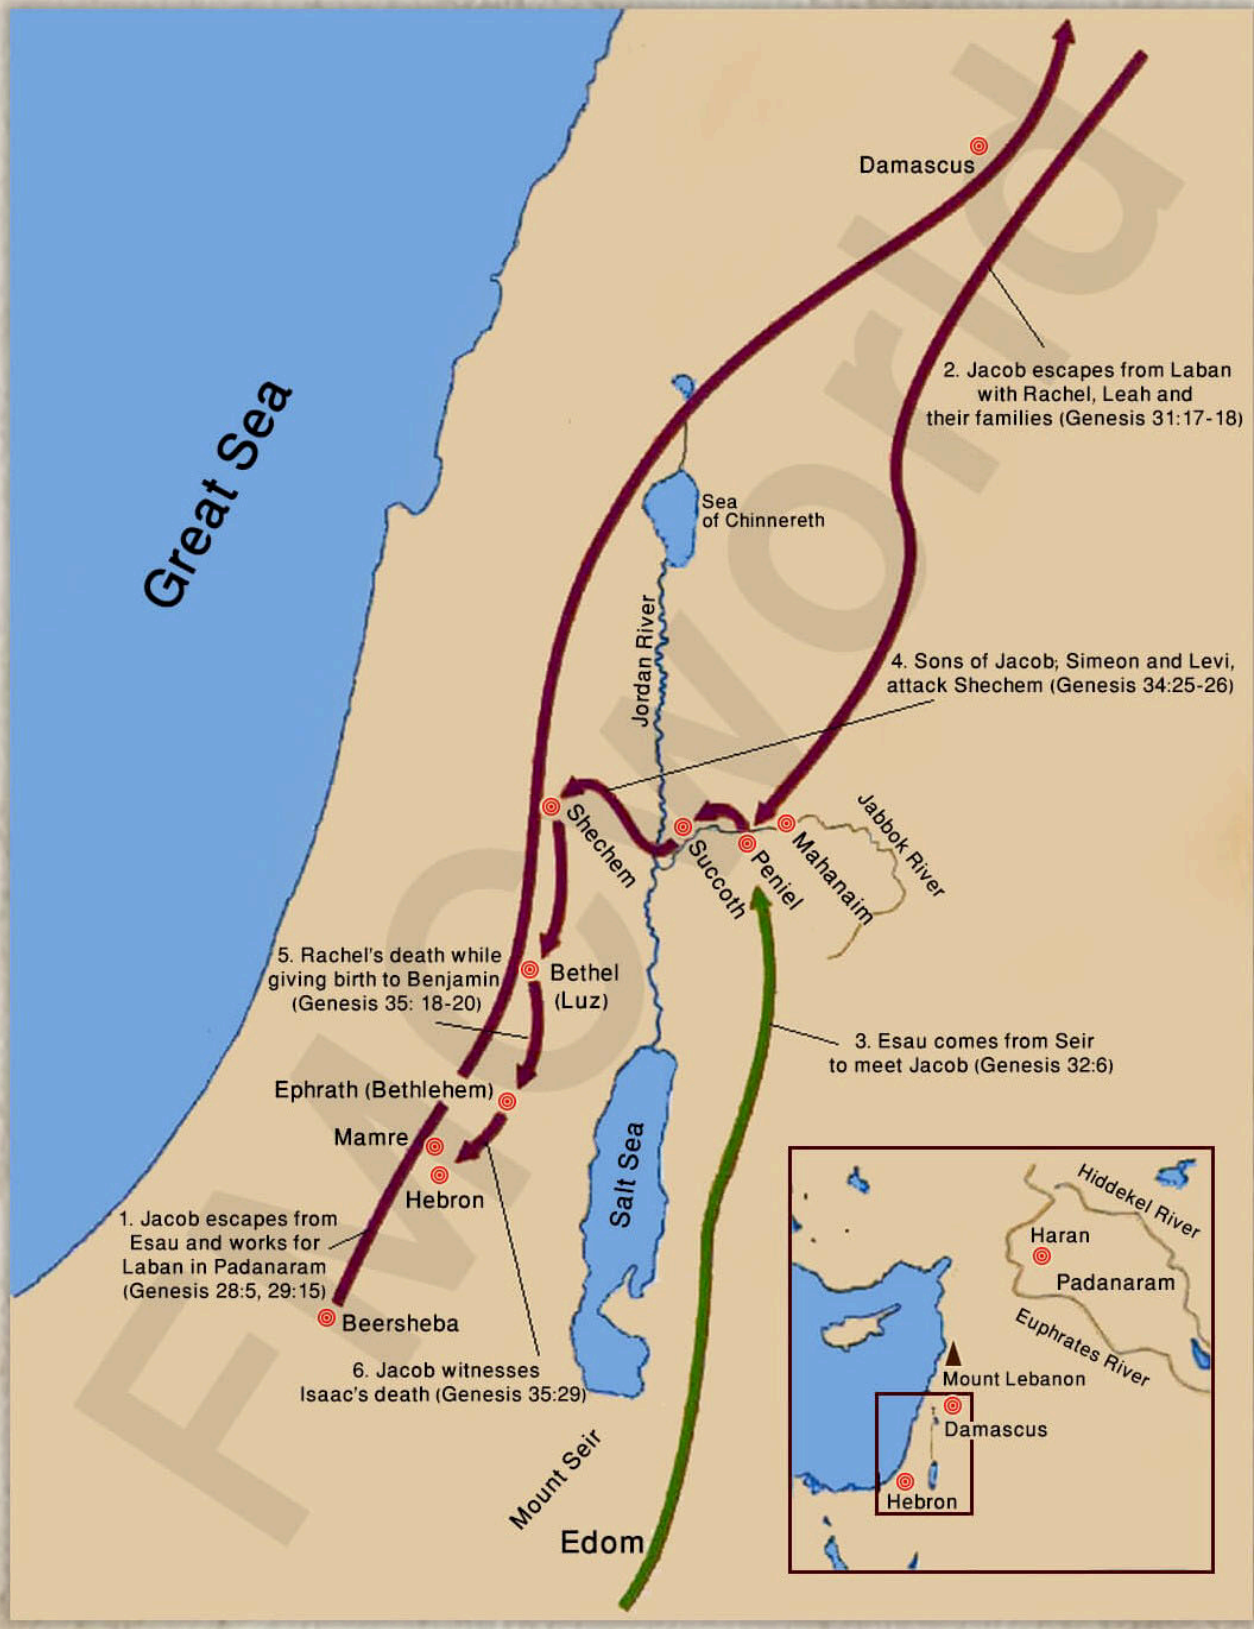 Damascus
2. Jacob escapes from Laban
with Rachel, Leah and
their families (Genesis 31:17-18)
Great Sea
Sea
of Chinnereth
Jordan River
4. Sons of Jacob; Simeon and Levi,
attack Shechem (Genesis 34:25-26)
Shechem
Succoth
Peniel
Mahanaim
Jabbok River
5. Rachel's death while
giving birth to Benjamin
(Genesis 35: 18-20)
Bethel
(Luz)
3. Esau comes from Seir
to meet Jacob (Genesis 32:6)
Ephrath (Bethlehem)
Mamre
Hebron
Salt Sea
1. Jacob escapes from
Esau and works for
Laban in Padanaram
(Genesis 28:5, 29:15)
Beersheba
6. Jacob witnesses
Isaac's death (Genesis 35:29)
Mount Seir
Edom
Hiddekel River
Haran
Padanaram
Euphrates River
Mount Lebanon
Damascus
Hebron
FMCworld